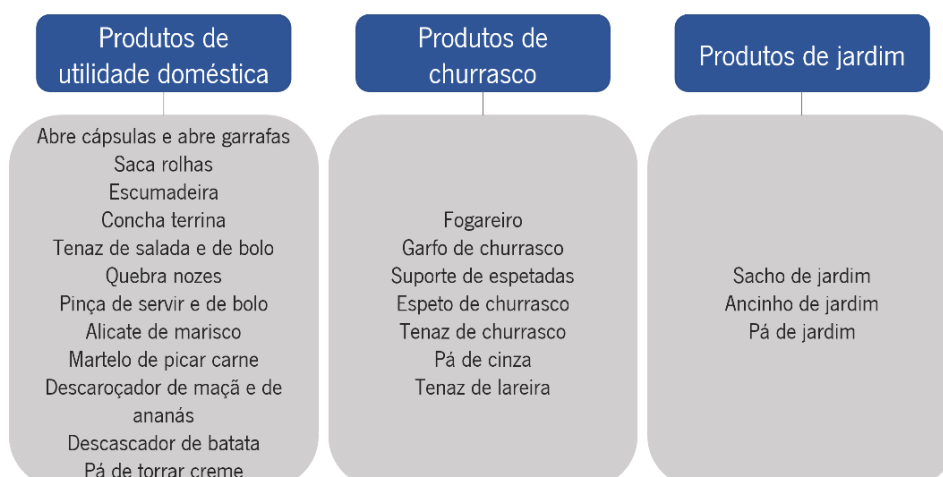 Produtos de
utilidade doméstica
Abre cápsulas e abre garrafas
Saca rolhas
Escumadeira
Concha terrina
Tenaz de salada e de bolo
Quebra nozes
Pinça de servir e de bolo
Alicate de marisco
Martelo de picar carne
Descaroçador de maçã e de
ananás
Descascador de batata
Pá de torrar creme
Produtos de
churrasco
Fogareiro
Garfo de churrasco
Suporte de espetadas
Espeto de churrasco
Tenaz de churrasco
Pá de cinza
Tenaz de lareira
Produtos de jardim
Sacho de jardim
Ancinho de jardim
Pá de jardim